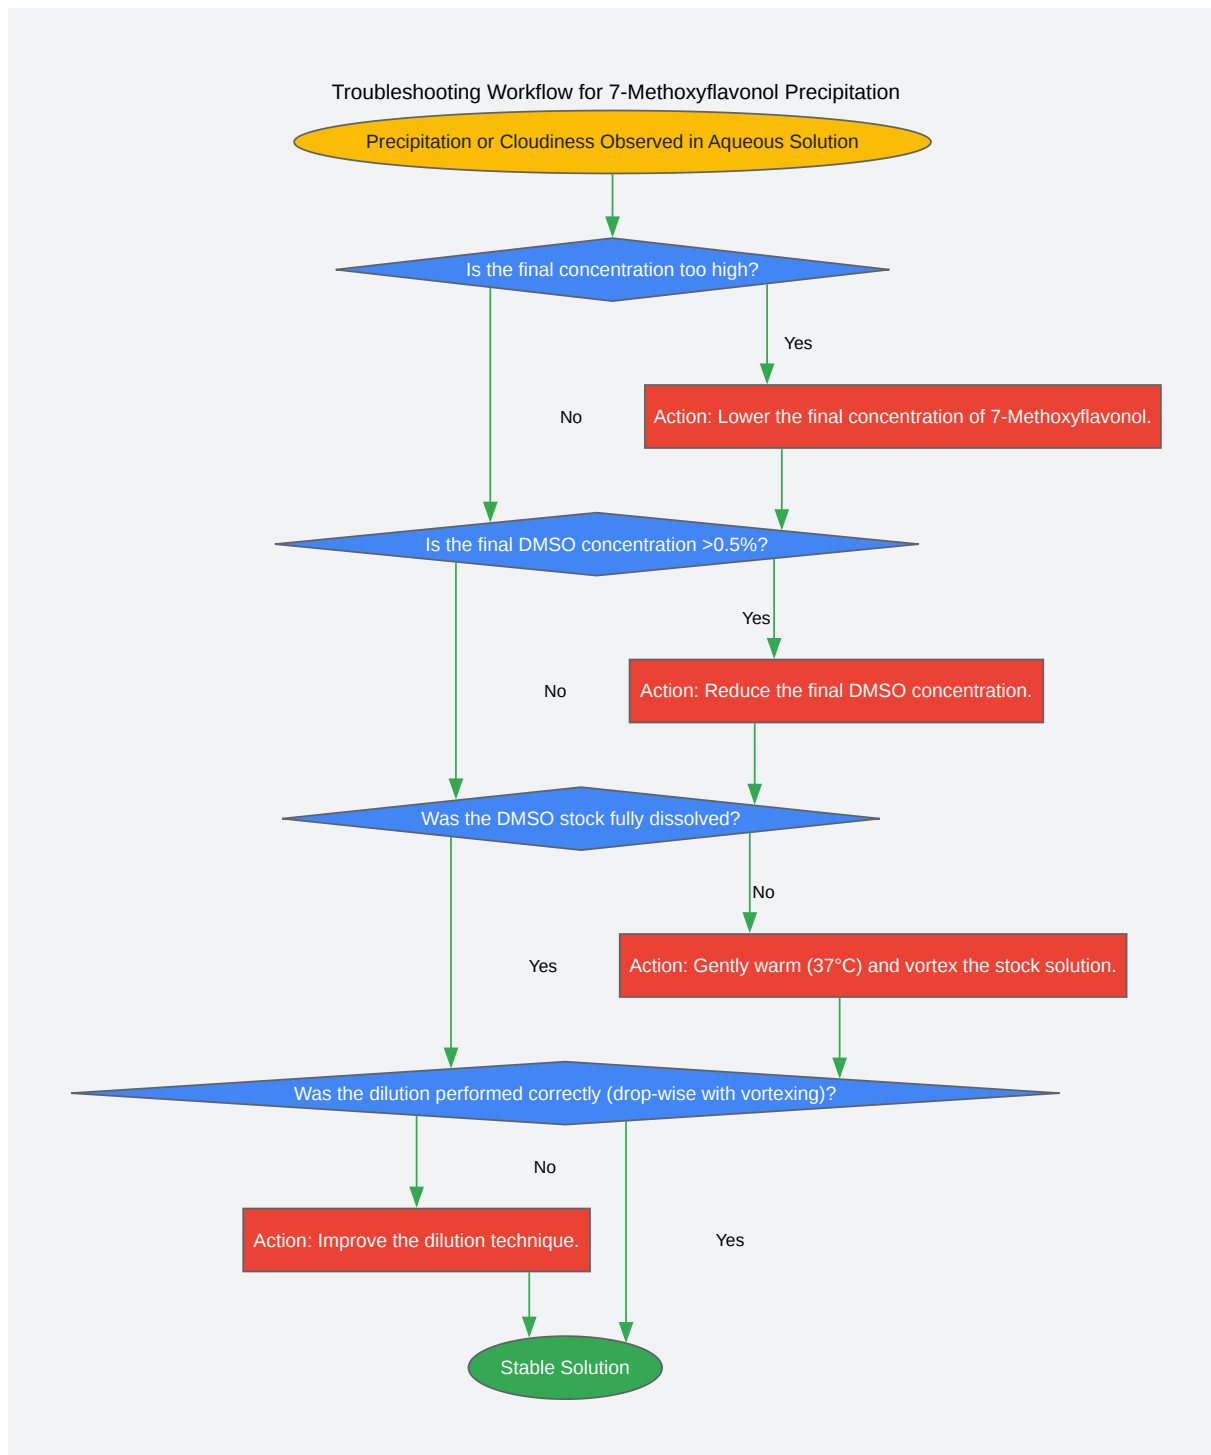 Troubleshooting Workflow for 7-Methoxyflavonol Precipitation
Precipitation or Cloudiness Observed in Aqueous Solution
Is the final concentration too high?
Yes
No
Action: Lower the final concentration of 7-Methoxyflavonol.
Is the final DMSO concentration >0.5%?
Yes
No
Action: Reduce the final DMSO concentration.
Was the DMSO stock fully dissolved?
No
Yes
Action: Gently warm (37°C) and vortex the stock solution.
Was the dilution performed correctly (drop-wise with vortexing)?
No
Action: Improve the dilution technique.
Yes
Stable Solution